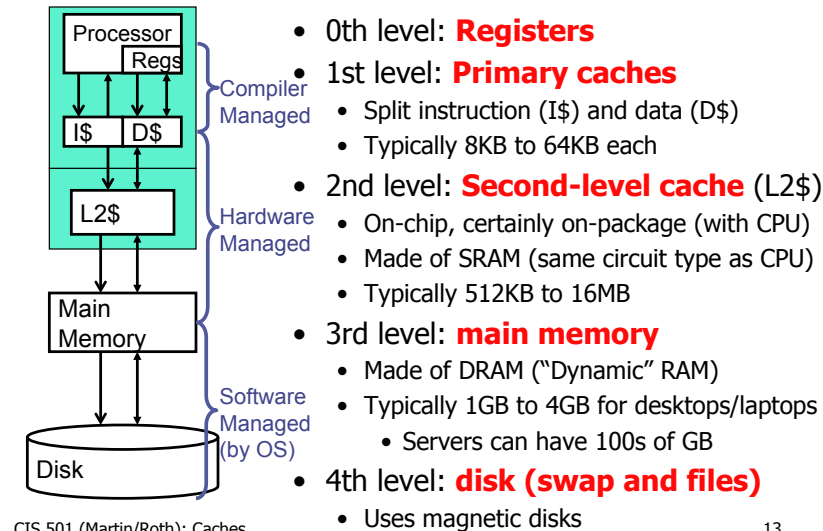 Processor
Regs
Compiler
Managed
I$ D$
L2$
Hardware
Managed
Main
Memory
Software
Managed
(by OS)
Disk
• 0th level: Registers
• 1st level: Primary caches
• Split instruction (I$) and data (D$)
• Typically 8KB to 64KB each
• 2nd level: Second-level cache (L2$)
• On-chip, certainly on-package (with CPU)
• Made of SRAM (same circuit type as CPU)
• Typically 512KB to 16MB
• 3rd level: main memory
• Made of DRAM (“Dynamic” RAM)
• Typically 1GB to 4GB for desktops/laptops
• Servers can have 100s of GB
• 4th level: disk (swap and files)
• Uses magnetic disks
CIS 501 (Martin/Roth): Caches
13